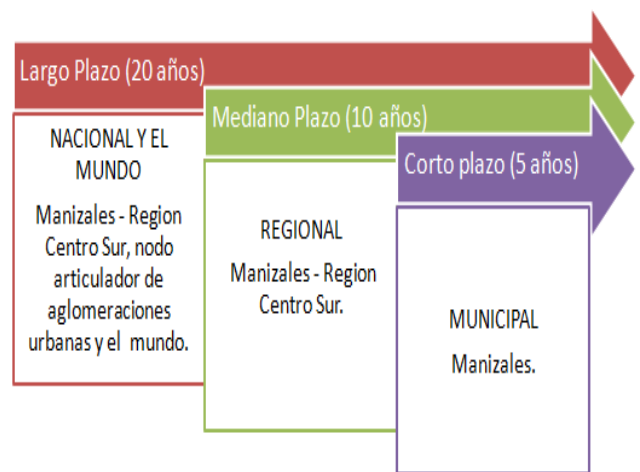 Largo Plazo (20 años)
NACIONAL Y EL
MUNDO
Manizales - Region
Centro Sur, nodo
articulador de
aglomeraciones
urbanas y el mundo.
Mediano Plazo (10 años)
REGIONAL
Manizales - Region
Centro Sur.
Corto plazo (5 años)
MUNICIPAL
Manizales.